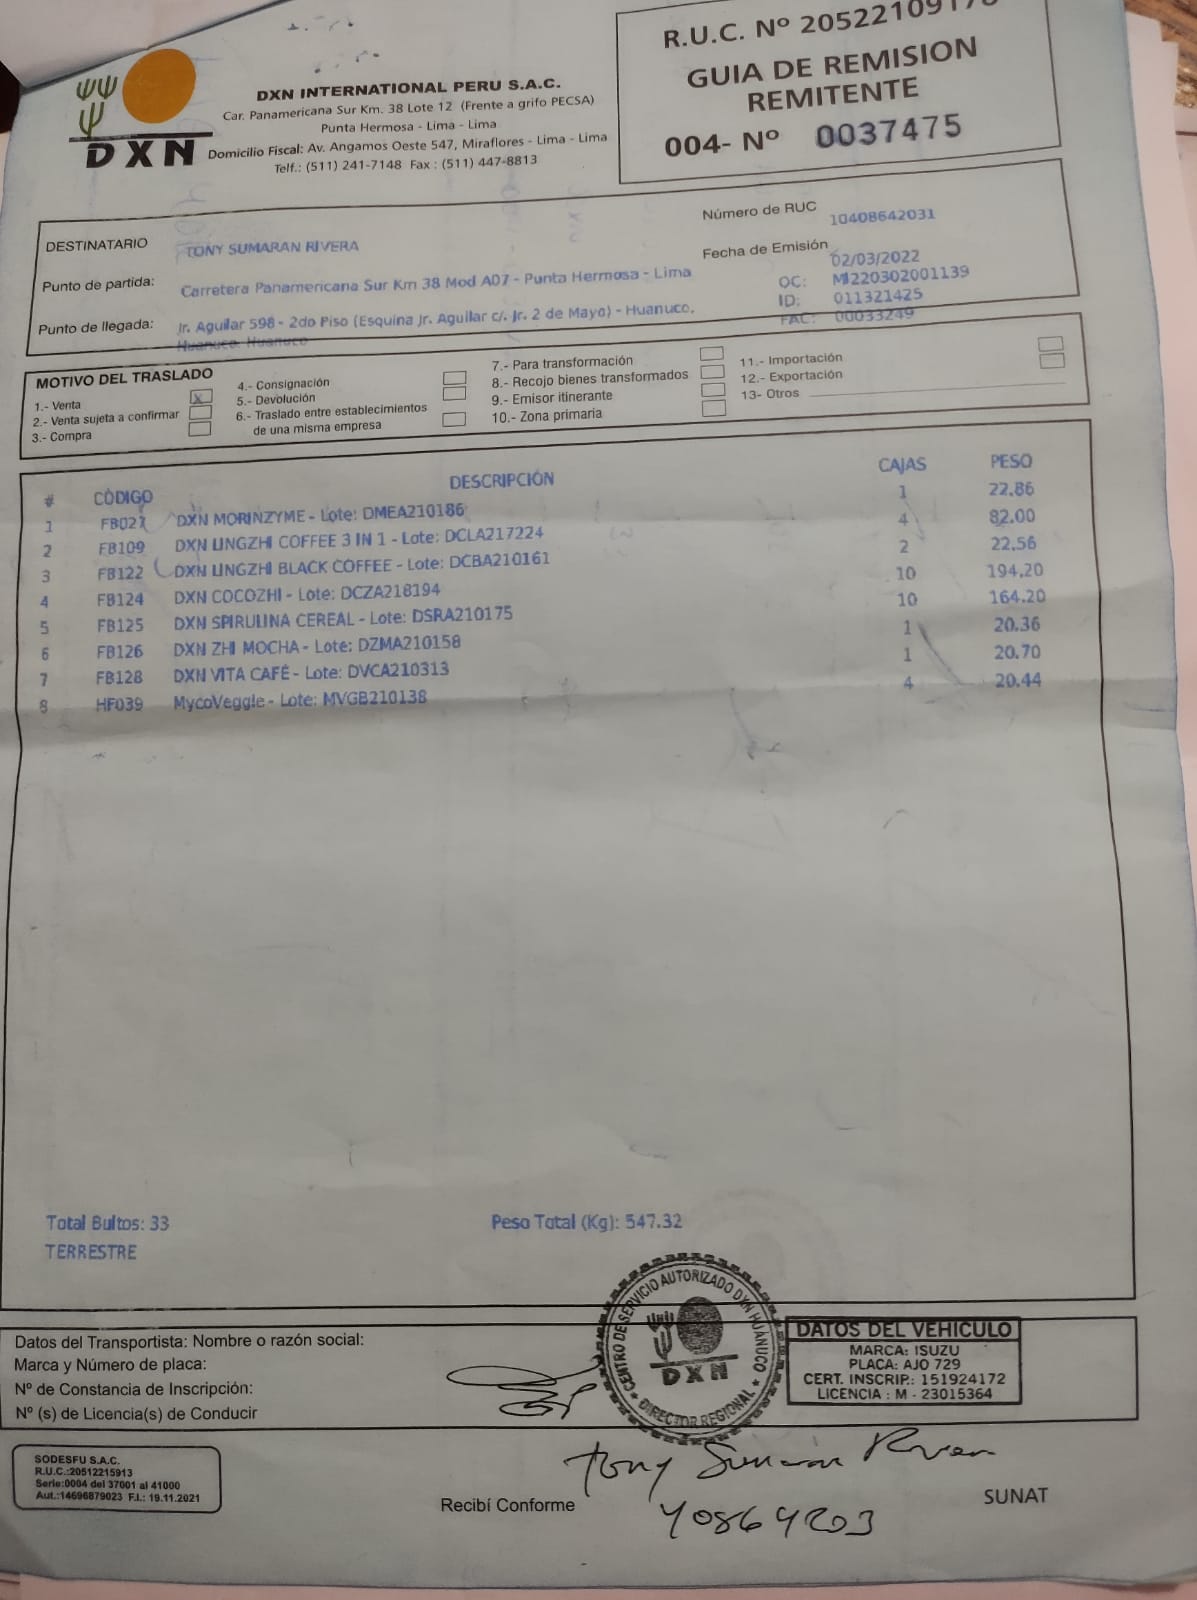 R.U.C. Nº 20522109178
GUIA DE REMISION
REMITENTE
004- Nº 0037475
DXN
DXN INTERNATIONAL PERU S.A.C.
Car. Panamericana Sur Km. 38 Lote 12 (Frente a grifo PECSA)
Punta Hermosa - Lima - Lima
Domicilio Fiscal: Av. Angamos Oeste 547, Miraflores - Lima - Lima
Telf.: (511) 241-7148 Fax : (511) 447-8813
DESTINATARIO TONY SUMARAN RIVERA
Número de RUC 10408642031
Punto de partida: Carretera Panamericana Sur Km 38 Mod A07 - Punta Hermosa - Lima
Fecha de Emisión 02/03/2022
OC: MI220302001139
ID: 011321425
FAC: 00033249
Punto de llegada: Jr. Aguilar 598 - 2do Piso (Esquina Jr. Aguilar c/. Jr. 2 de Mayo) - Huanuco.
Huanuco. Huanuco
MOTIVO DEL TRASLADO
1.- Venta X
2.- Venta sujeta a confirmar
3.- Compra
4.- Consignación
5.- Devolución
6.- Traslado entre establecimientos
de una misma empresa
7.- Para transformación
8.- Recojo bienes transformados
9.- Emisor itinerante
10.- Zona primaria
11.- Importación
12.- Exportación
13- Otros
# CÒDIGO DESCRIPCIÓN CAJAS PESO
1 FB027 DXN MORINZYME - Lote: DMEA210186 1 22.86
2 FB109 DXN LINGZHI COFFEE 3 IN 1 - Lote: DCLA217224 4 82.00
3 FB122 DXN LINGZHI BLACK COFFEE - Lote: DCBA210161 2 22.56
4 FB124 DXN COCOZHI - Lote: DCZA218194 10 194.20
5 FB125 DXN SPIRULINA CEREAL - Lote: DSRA210175 10 164.20
6 FB126 DXN ZHI MOCHA - Lote: DZMA210158 1 20.36
7 FB128 DXN VITA CAFÉ - Lote: DVCA210313 1 20.70
8 HF039 MycoVeggie - Lote: MVGB210138 4 20.44
Total Bultos: 33 Peso Total (Kg): 547.32
TERRESTRE
Datos del Transportista: Nombre o razón social:
Marca y Número de placa:
Nº de Constancia de Inscripción:
Nº (s) de Licencia(s) de Conducir
CENTRO DE SERVICIO AUTORIZADO DXN HUÁNUCO
DXN
DIRECTOR REGIONAL
DATOS DEL VEHICULO
MARCA: ISUZU
PLACA: AJO 729
CERT. INSCRIP.: 151924172
LICENCIA : M - 23015364
SODESFU S.A.C.
R.U.C.:20512215913
Serie:0004 del 37001 al 41000
Aut.:14696879023 F.I.: 19.11.2021
Recibí Conforme
Tony Sumarán Rivera
40864203
SUNAT